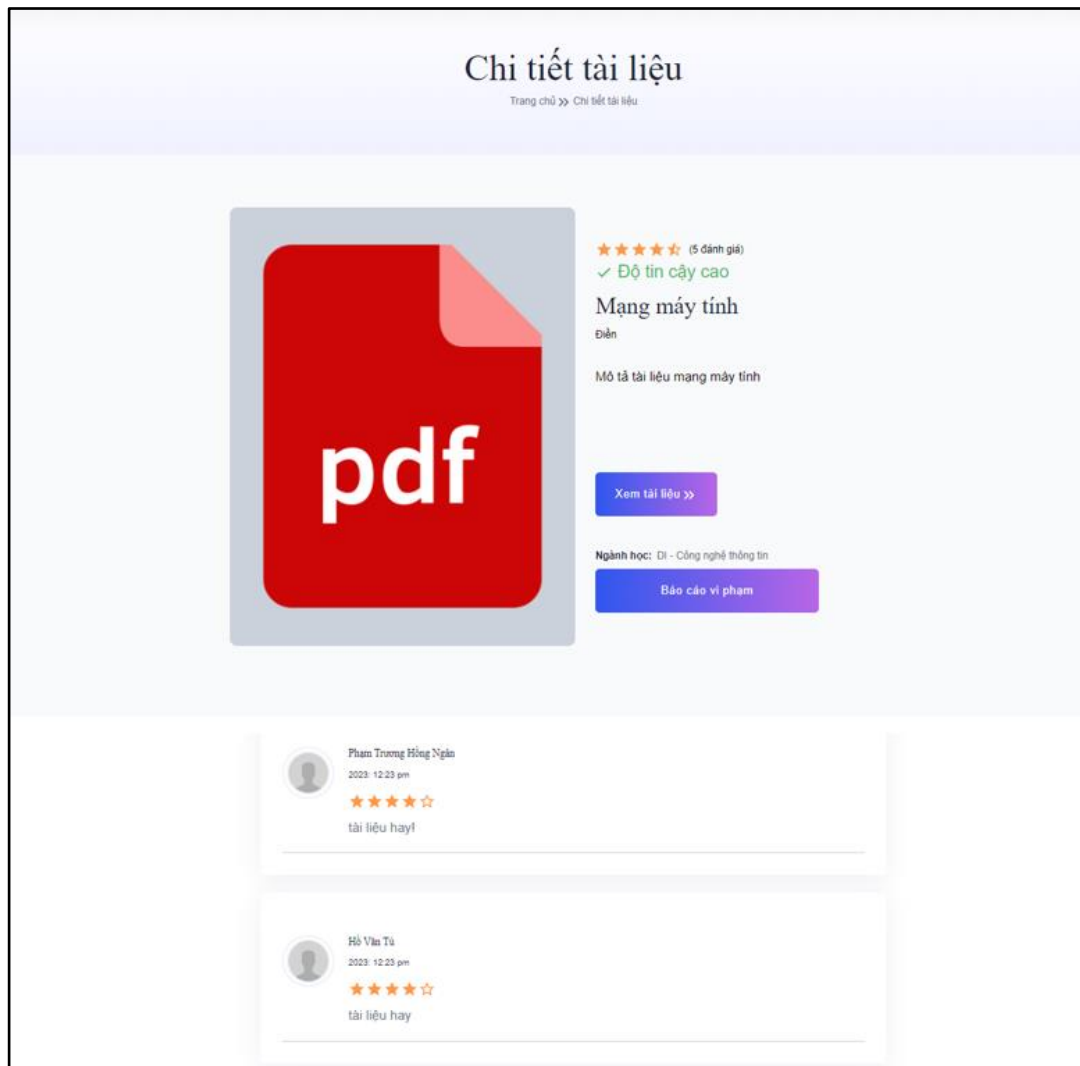 Chi tiết tài liệu
Trang chủ >> Chi tiết tài liệu
pdf
(5 đánh giá)
Độ tin cậy cao
Mạng máy tính
Điền
Mô tả tài liệu mạng máy tính
Xem tài liệu >>
Ngành học: DI - Công nghệ thông tin
Báo cáo vi phạm
Phạm Trương Hồng Ngân
2023: 12:23 pm
tài liệu hay!
Hồ Văn Tú
2023: 12:23 pm
tài liệu hay